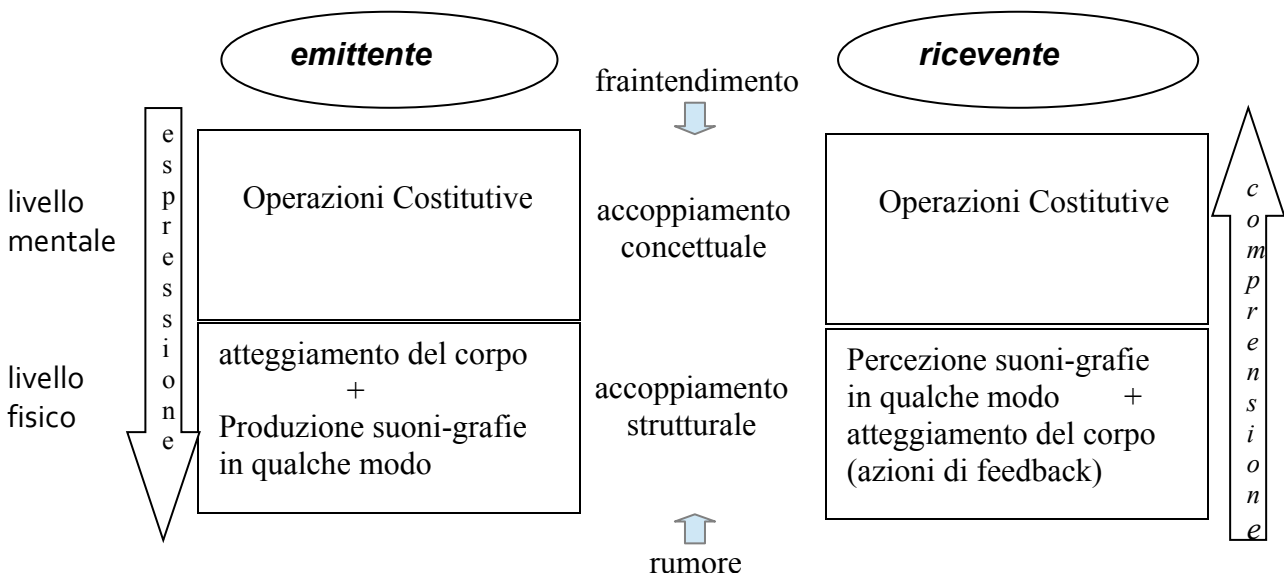 emittente
ricevente
fraintendimento
espressione
comprensione
livello
mentale
Operazioni Costitutive
accoppiamento
concettuale
Operazioni Costitutive
livello
fisico
atteggiamento del corpo
+
Produzione suoni-grafie
in qualche modo
accoppiamento
strutturale
Percezione suoni-grafie
in qualche modo +
atteggiamento del corpo
(azioni di feedback)
rumore